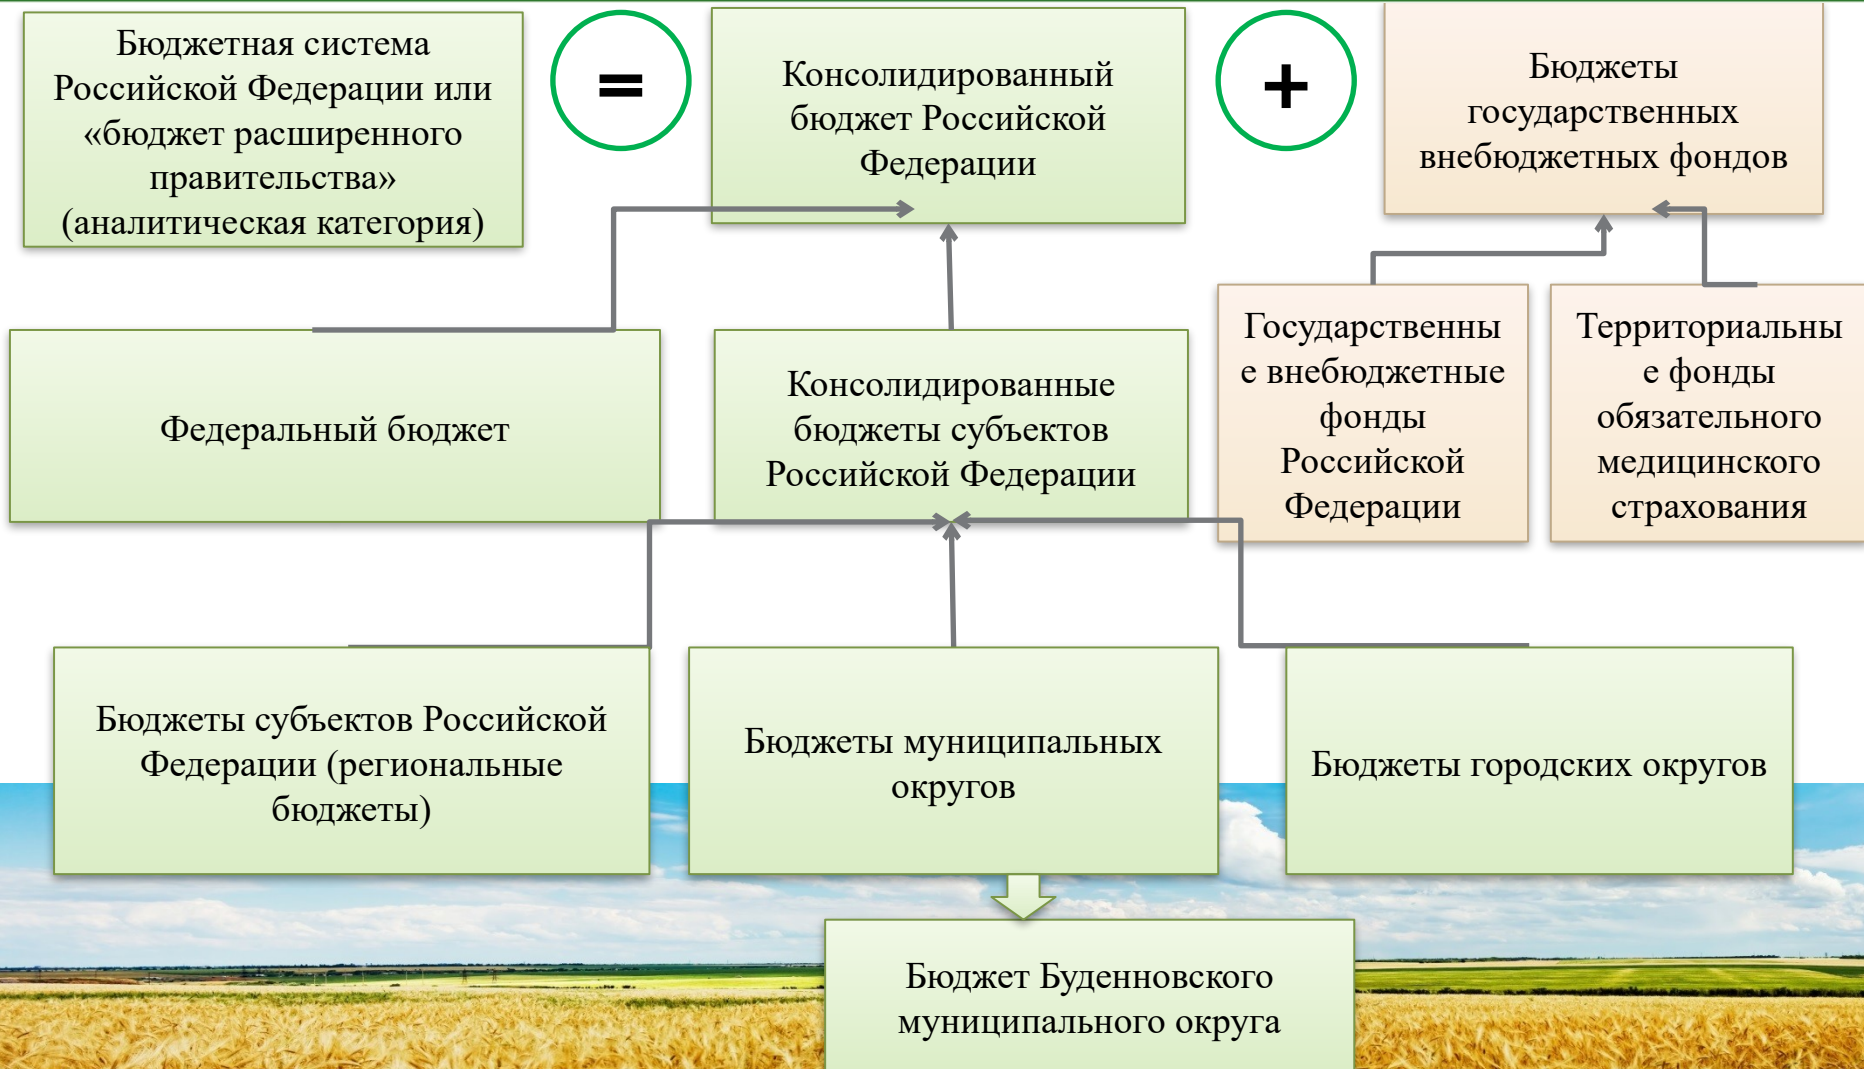 Бюджетная система
Российской Федерации или
«бюджет расширенного
правительства»
(аналитическая категория)
=
Консолидированный
бюджет Российской
Федерации
+
Бюджеты
государственных
внебюджетных фондов
Федеральный бюджет
Консолидированные
бюджеты субъектов
Российской Федерации
Государственны
е внебюджетные
фонды
Российской
Федерации
Территориальны
е фонды
обязательного
медицинского
страхования
Бюджеты субъектов Российской
Федерации (региональные
бюджеты)
Бюджеты муниципальных
округов
Бюджеты городских округов
Бюджет Буденновского
муниципального округа